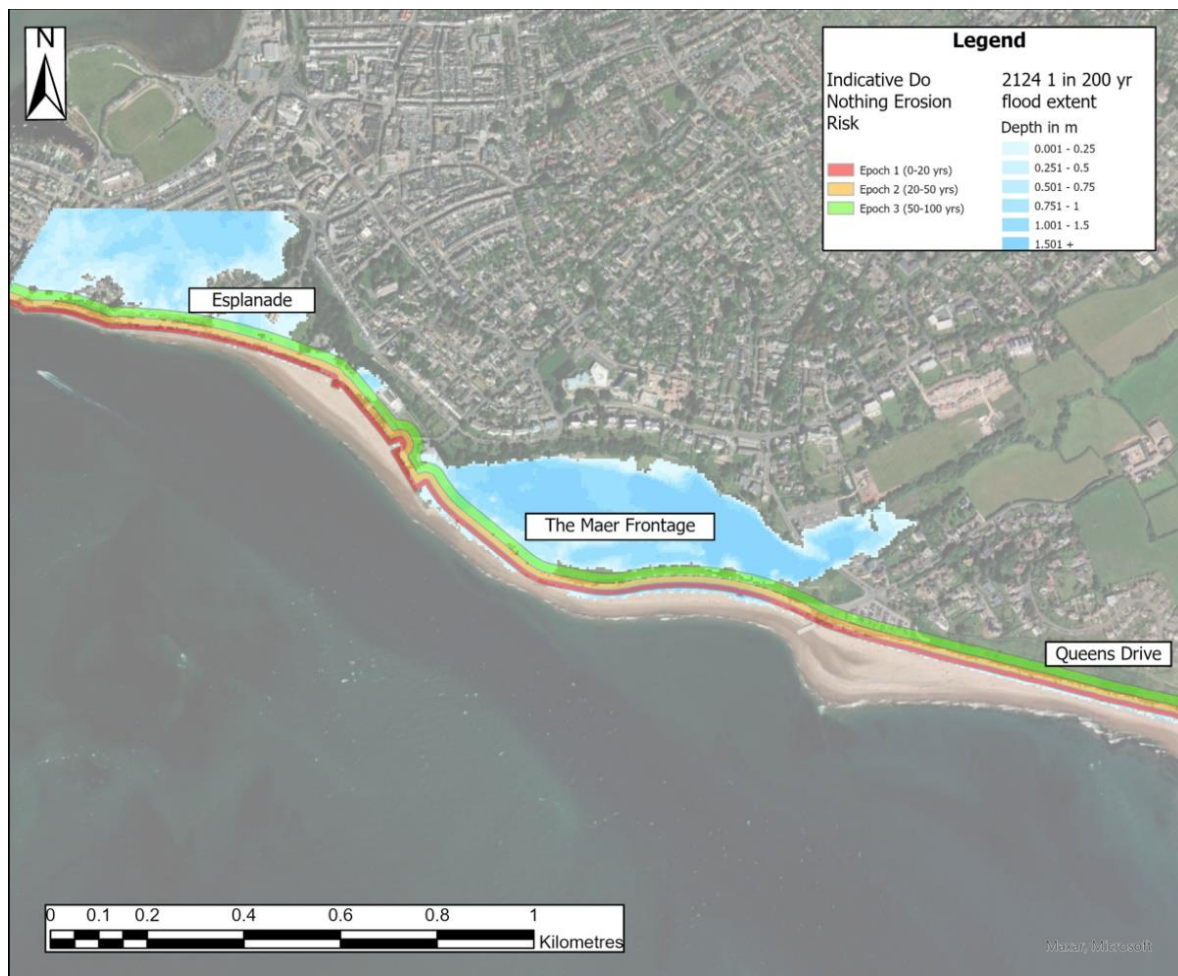 N
Legend
Indicative Do
Nothing Erosion
Risk
Epoch 1 (0-20 yrs)
Epoch 2 (20-50 yrs)
Epoch 3 (50-100 yrs)
2124 1 in 200 yr
flood extent
Depth in m
0.001 - 0.25
0.251 - 0.5
0.501 - 0.75
0.751 - 1
1.001 - 1.5
1.501 +
Esplanade
The Maer Frontage
Queens Drive
0 0.1 0.2 0.4 0.6 0.8 1
Kilometres
Maxar, Microsoft